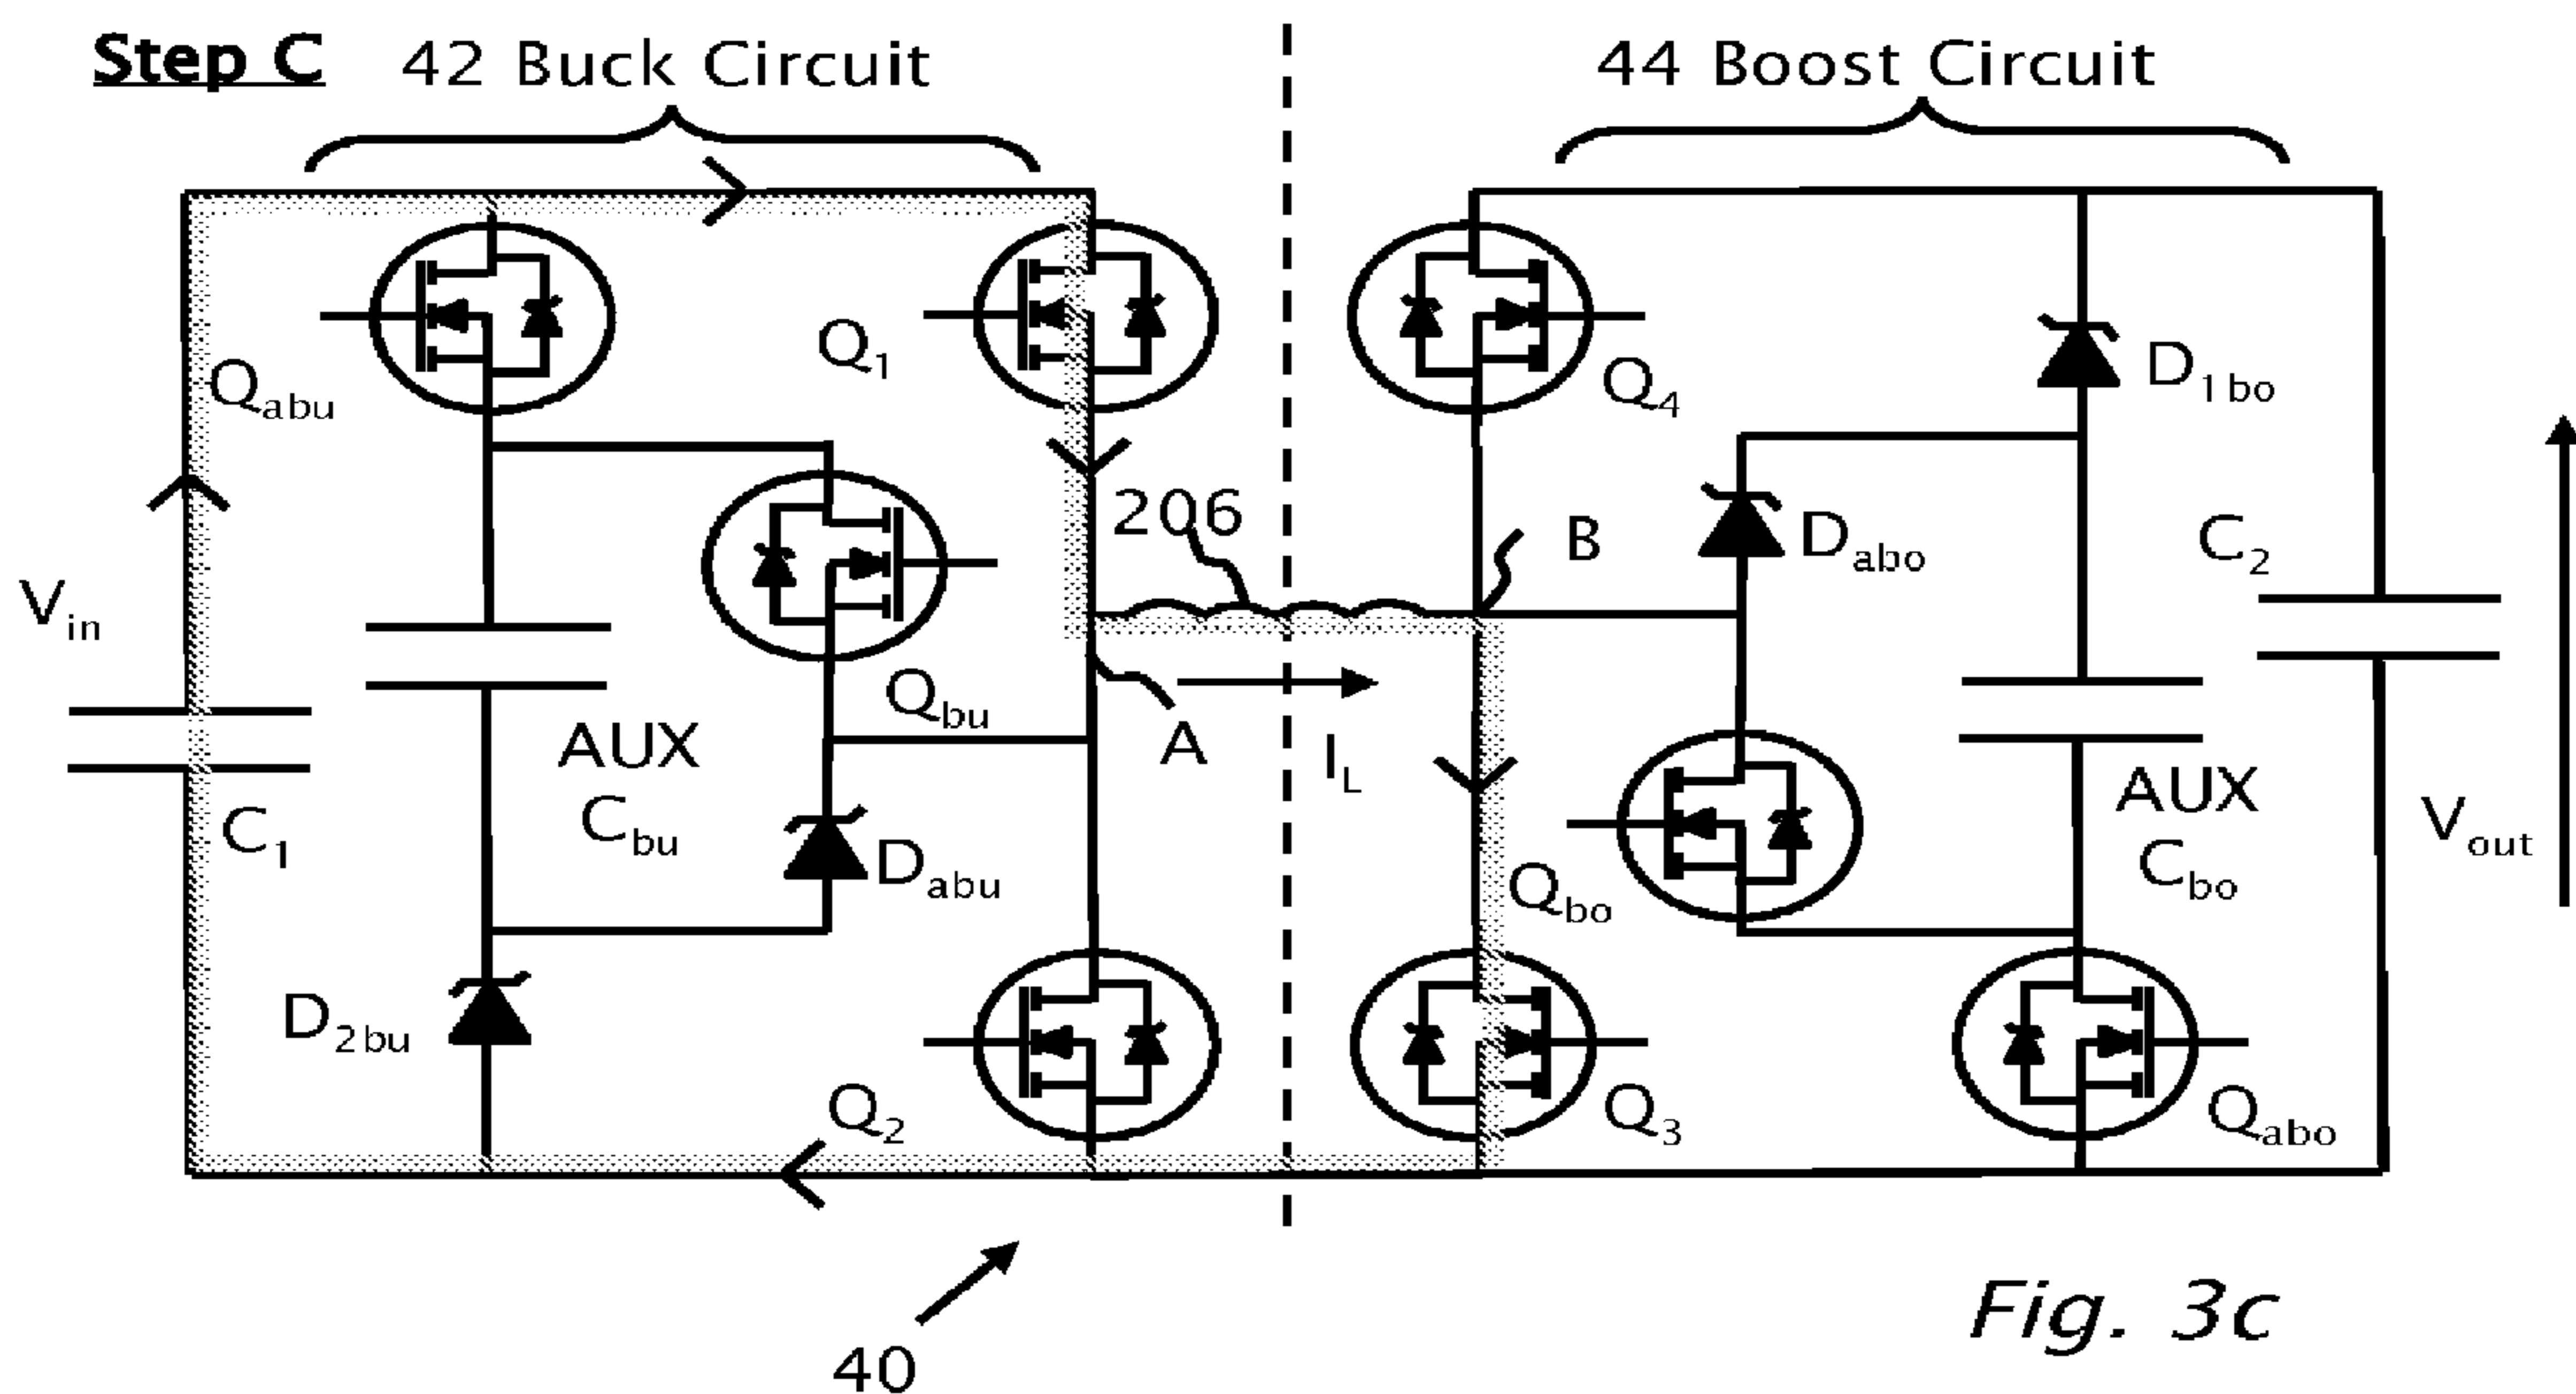 Step C
42 Buck Circuit
44 Boost Circuit
Qabu
Q1
Q4
D1bo
206
B
Dabo
C2
Vin
Qbu
AUX
Cbu
A
IL
C1
Dabu
Qbo
AUX
Cbo
Vout
D2bu
Q2
Q3
Qabo
40
Fig. 3c